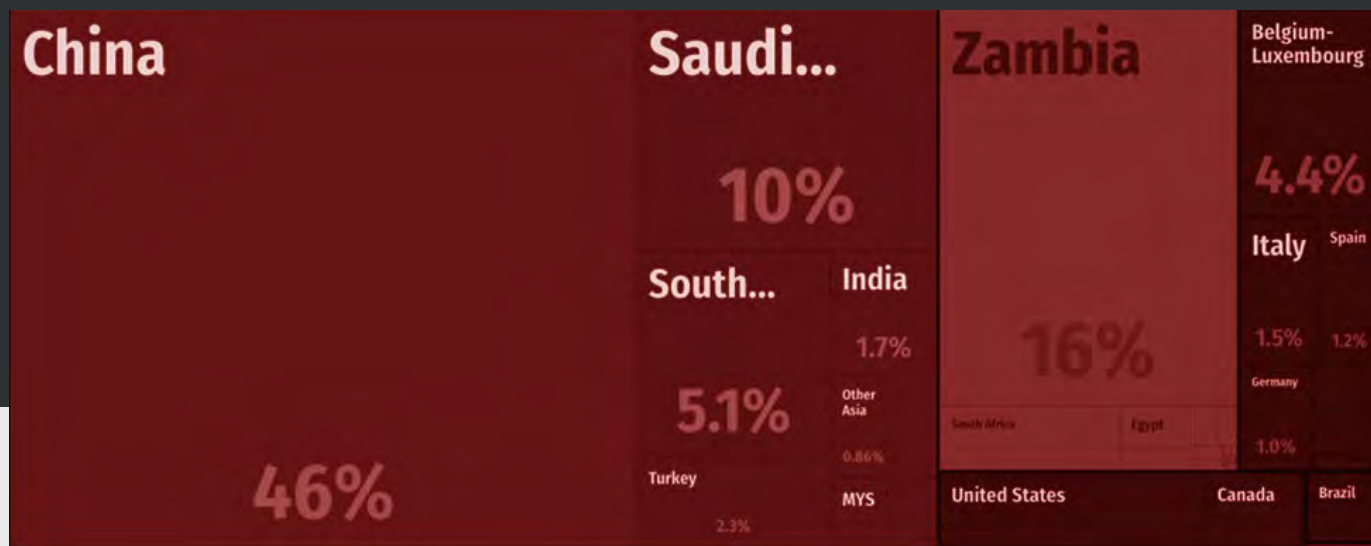 China
46%
Saudi...
10%
South...
5.1%
India
1.7%
Other
Asia
0.86%
Turkey
2.3%
MYS
Zambia
16%
South Africa
Egypt
Belgium-
Luxembourg
4.4%
Italy
1.5%
Spain
1.2%
Germany
1.0%
United States
Canada
Brazil